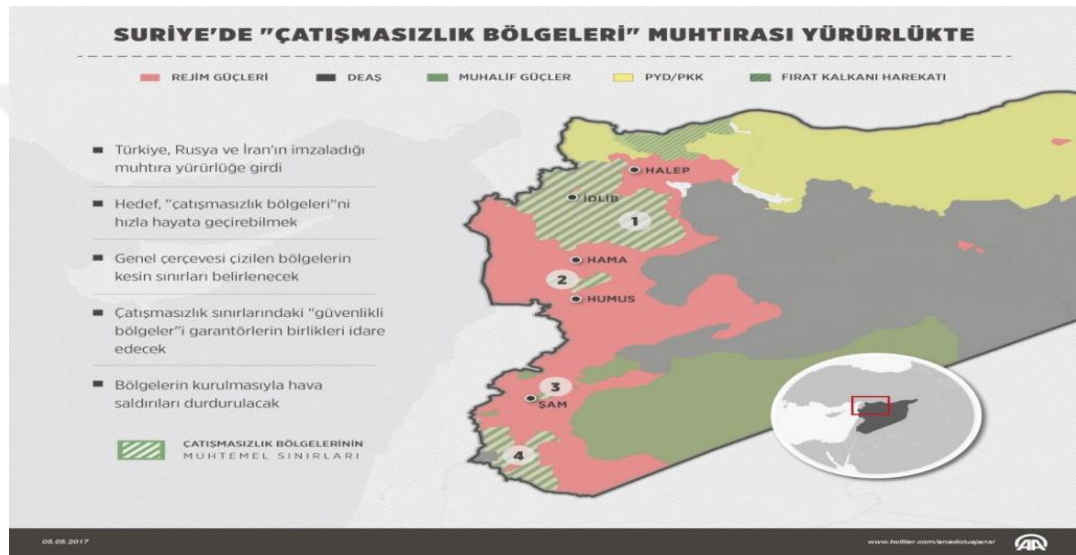 SURİYE'DE "ÇATIŞMASIZLIK BÖLGELERİ" MUHTIRASI YÜRÜRLÜKTE
REJİM GÜÇLERİ DEAŞ MUHALİF GÜÇLER PYD/PKK FIRAT KALKANI HAREKATI
Türkiye, Rusya ve İran'ın imzaladığı
muhtıra yürürlüğe girdi
Hedef, "çatışmasızlık bölgeleri"ni
hızla hayata geçirebilmek
Genel çerçevesi çizilen bölgelerin
kesin sınırları belirlenecek
Çatışmasızlık sınırlarındaki "güvenlikli
bölgeler"i garantörlerin birlikleri idare
edecek
Bölgelerin kurulmasıyla hava
saldırıları durdurulacak
ÇATIŞMASIZLIK BÖLGELERİNİN
MUHTEMEL SINIRLARI
HALEP
İDLİB
1
HAMA
2
HUMUS
3
ŞAM
4
05.05.2017
www.twitter.com/anadoluajansi
AA